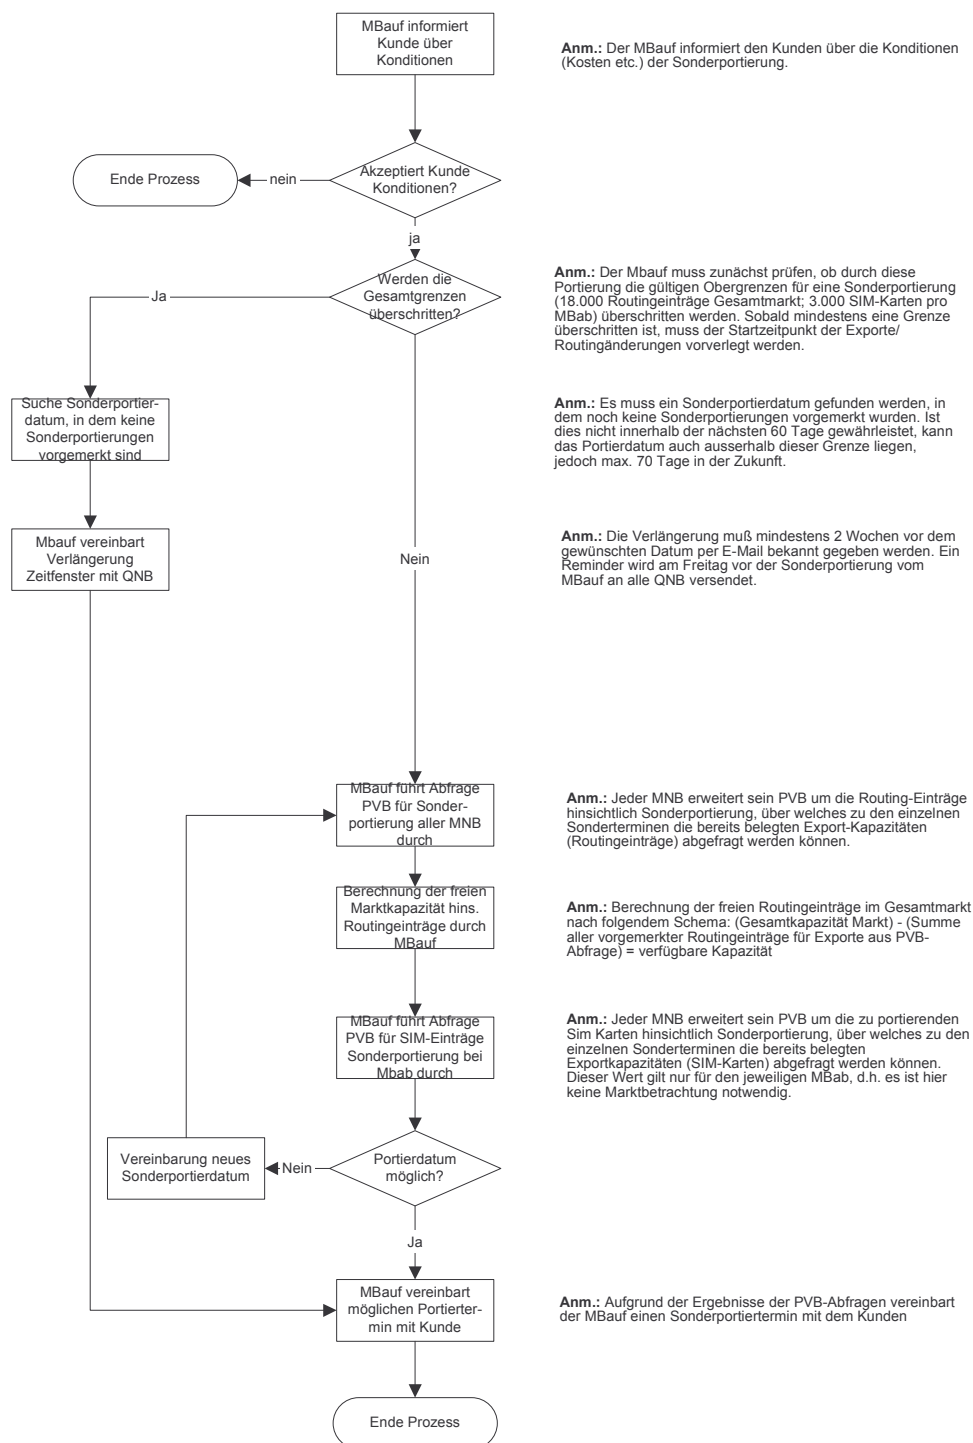 MBauf informiert
Kunde über
Konditionen
Anm.: Der MBauf informiert den Kunden über die Konditionen
(Kosten etc.) der Sonderportierung.
Ende Prozess
nein
Akzeptiert Kunde
Konditionen?
ja
Werden die
Gesamtgrenzen
überschritten?
Ja
Anm.: Der Mbauf muss zunächst prüfen, ob durch diese
Portierung die gültigen Obergrenzen für eine Sonderportierung
(18.000 Routingeinträge Gesamtmarkt; 3.000 SIM-Karten pro
MBab) überschritten werden. Sobald mindestens eine Grenze
überschritten ist, muss der Startzeitpunkt der Exporte/
Routingänderungen vorverlegt werden.
Suche Sonderportier-
datum, in dem keine
Sonderportierungen
vorgemerkt sind
Anm.: Es muss ein Sonderportierdatum gefunden werden, in
dem noch keine Sonderportierungen vorgemerkt wurden. Ist
dies nicht innerhalb der nächsten 60 Tage gewährleistet, kann
das Portierdatum auch ausserhalb dieser Grenze liegen,
jedoch max. 70 Tage in der Zukunft.
Mbauf vereinbart
Verlängerung
Zeitfenster mit QNB
Nein
Anm.: Die Verlängerung muß mindestens 2 Wochen vor dem
gewünschten Datum per E-Mail bekannt gegeben werden. Ein
Reminder wird am Freitag vor der Sonderportierung vom
MBauf an alle QNB versendet.
MBauf führt Abfrage
PVB für Sonder-
portierung aller MNB
durch
Anm.: Jeder MNB erweitert sein PVB um die Routing-Einträge
hinsichtlich Sonderportierung, über welches zu den einzelnen
Sonderterminen die bereits belegten Export-Kapazitäten
(Routingeinträge) abgefragt werden können.
Berechnung der freien
Marktkapazität hins.
Routingeinträge durch
MBauf
Anm.: Berechnung der freien Routingeinträge im Gesamtmarkt
nach folgendem Schema: (Gesamtkapazität Markt) - (Summe
aller vorgemerkter Routingeinträge für Exporte aus PVB-
Abfrage) = verfügbare Kapazität
MBauf führt Abfrage
PVB für SIM-Einträge
Sonderportierung bei
Mbab durch
Anm.: Jeder MNB erweitert sein PVB um die zu portierenden
Sim Karten hinsichtlich Sonderportierung, über welches zu den
einzelnen Sonderterminen die bereits belegten
Exportkapazitäten (SIM-Karten) abgefragt werden können.
Dieser Wert gilt nur für den jeweiligen MBab, d.h. es ist hier
keine Marktbetrachtung notwendig.
Vereinbarung neues
Sonderportierdatum
Nein
Portierdatum
möglich?
Ja
MBauf vereinbart
möglichen Portierter-
min mit Kunde
Anm.: Aufgrund der Ergebnisse der PVB-Abfragen vereinbart
der MBauf einen Sonderportiertermin mit dem Kunden
Ende Prozess